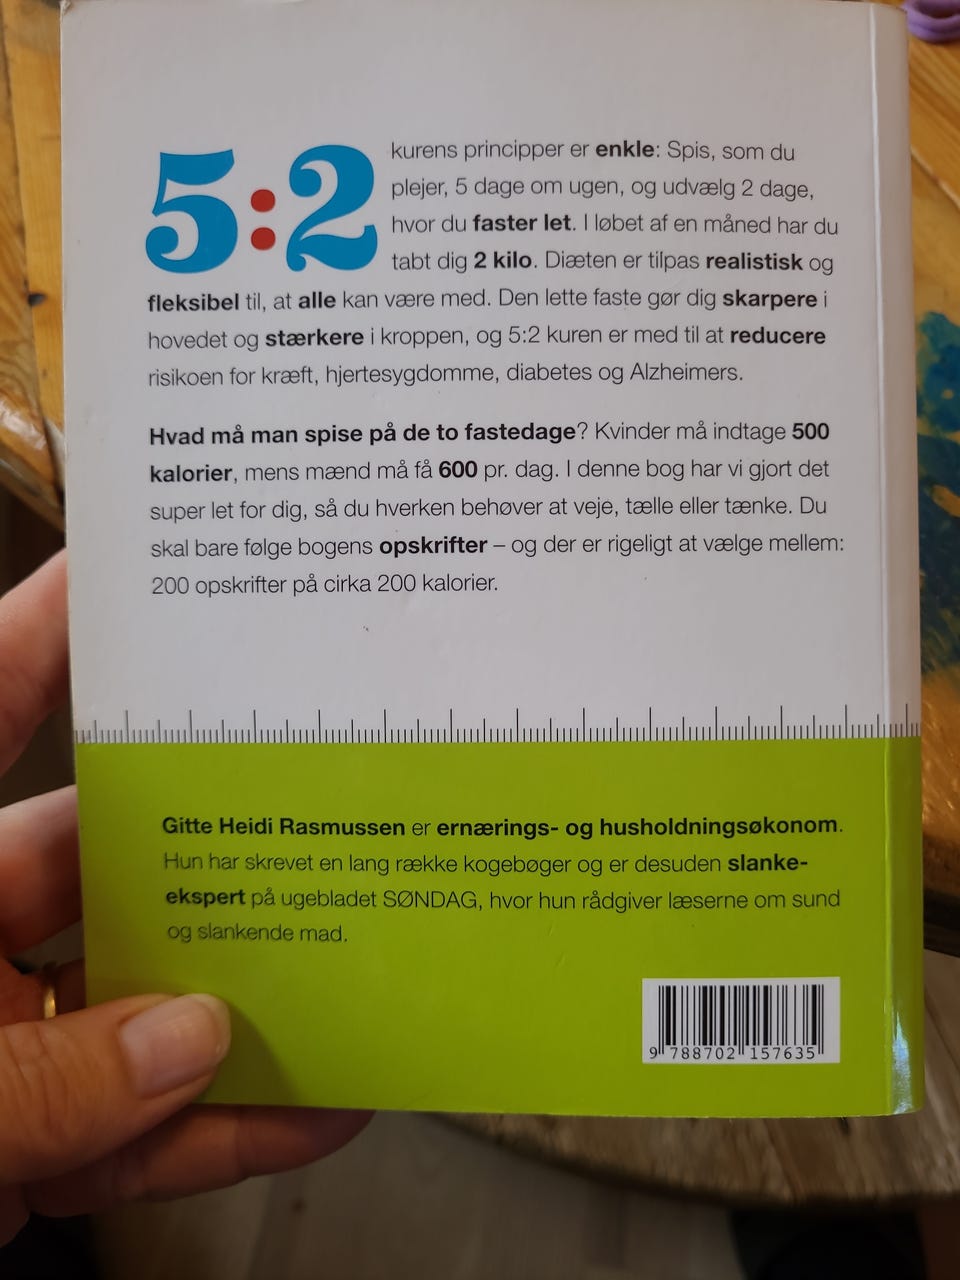 5:2 kurens principper er enkle: Spis, som du
plejer, 5 dage om ugen, og udvælg 2 dage,
hvor du faster let. I løbet af en måned har du
tabt dig 2 kilo. Diæten er tilpas realistisk og
fleksibel til, at alle kan være med. Den lette faste gør dig skarpere i
hovedet og stærkere i kroppen, og 5:2 kuren er med til at reducere
risikoen for kræft, hjertesygdomme, diabetes og Alzheimers.
Hvad må man spise på de to fastedage? Kvinder må indtage 500
kalorier, mens mænd må få 600 pr. dag. I denne bog har vi gjort det
super let for dig, så du hverken behøver at veje, tælle eller tænke. Du
skal bare følge bogens opskrifter – og der er rigeligt at vælge mellem:
200 opskrifter på cirka 200 kalorier.
Gitte Heidi Rasmussen er ernærings- og husholdningsøkonom.
Hun har skrevet en lang række kogebøger og er desuden slanke-
ekspert på ugebladet SØNDAG, hvor hun rådgiver læserne om sund
og slankende mad.
9 788702 157635